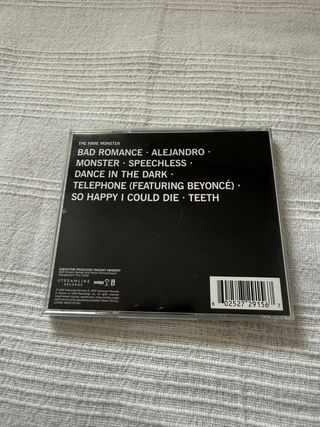 THE FAME MONSTER
BAD ROMANCE · ALEJANDRO ·
MONSTER · SPEECHLESS ·
DANCE IN THE DARK ·
TELEPHONE (FEATURING BEYONCÉ) ·
SO HAPPY I COULD DIE · TEETH
EXECUTIVE PRODUCER VINCENT HERBERT
STREAMLINE
RECORDS
6 02527 29156 7